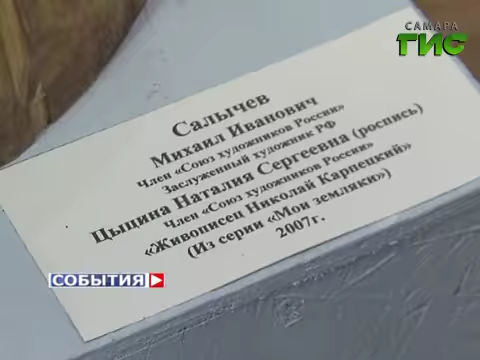 САМАРА
ГИС
Салычев
Михаил Иванович
Член «Союз художников России»
Заслуженный художник РФ
Цыцина Наталия Сергеевна (роспись)
Член «Союз художников России»
«Живописец Николай Карпецкий»
(Из серии «Мои земляки»)
2007г.
СОБЫТИЯ